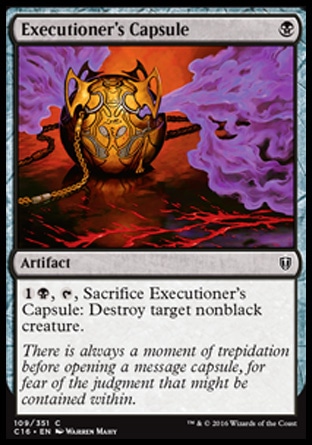 Executioner's Capsule
Artifact
1 , , Sacrifice Executioner's
Capsule: Destroy target nonblack
creature.
There is always a moment of trepidation
before opening a message capsule, for
fear of the judgment that might be
contained within.
109/351 C
C16 • EN WARREN MAHY
™ & © 2016 Wizards of the Coast